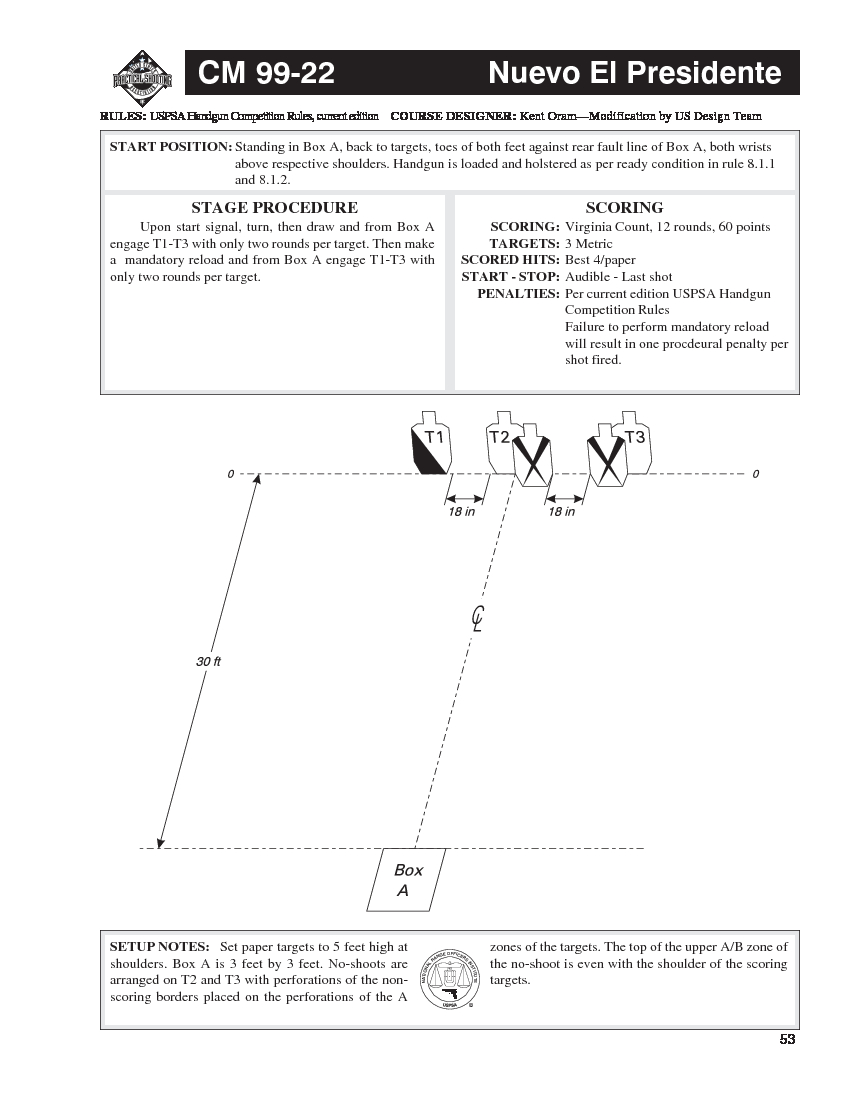 CM 99-22 Nuevo El Presidente
PRACTICAL SHOOTING
RULES: USPSA Handgun Competition Rules, current edition COURSE DESIGNER: Kent Oram—Modification by US Design Team
START POSITION: Standing in Box A, back to targets, toes of both feet against rear fault line of Box A, both wrists
above respective shoulders. Handgun is loaded and holstered as per ready condition in rule 8.1.1
and 8.1.2.
STAGE PROCEDURE
Upon start signal, turn, then draw and from Box A
engage T1-T3 with only two rounds per target. Then make
a mandatory reload and from Box A engage T1-T3 with
only two rounds per target.
SCORING
SCORING: Virginia Count, 12 rounds, 60 points
TARGETS: 3 Metric
SCORED HITS: Best 4/paper
START - STOP: Audible - Last shot
PENALTIES: Per current edition USPSA Handgun
Competition Rules
Failure to perform mandatory reload
will result in one procdeural penalty per
shot fired.
T1 T2 T3
0 0
18 in 18 in
CL
30 ft
Box
A
SETUP NOTES: Set paper targets to 5 feet high at
shoulders. Box A is 3 feet by 3 feet. No-shoots are
arranged on T2 and T3 with perforations of the non-
scoring borders placed on the perforations of the A
NATIONAL RANGE OFFICERS INSTITUTE
USPSA
zones of the targets. The top of the upper A/B zone of
the no-shoot is even with the shoulder of the scoring
targets.
53